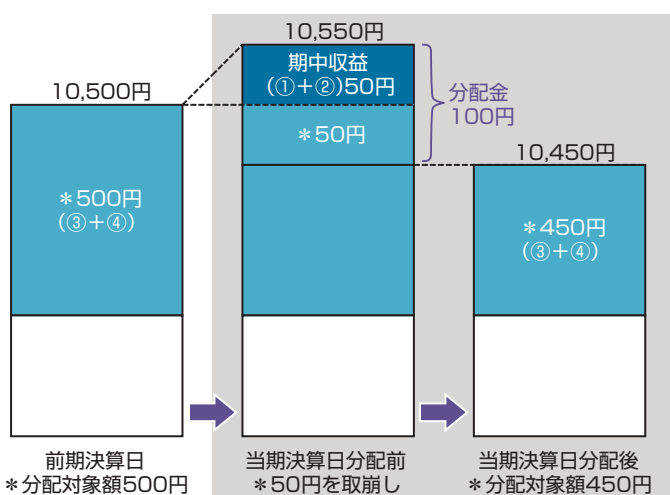 10,550円
期中収益
(①+②)50円
分配金
100円
10,500円
＊50円
10,450円
＊500円
(③+④)
＊450円
(③+④)
前期決算日
＊分配対象額500円
当期決算日分配前
＊50円を取崩し
当期決算日分配後
＊分配対象額450円